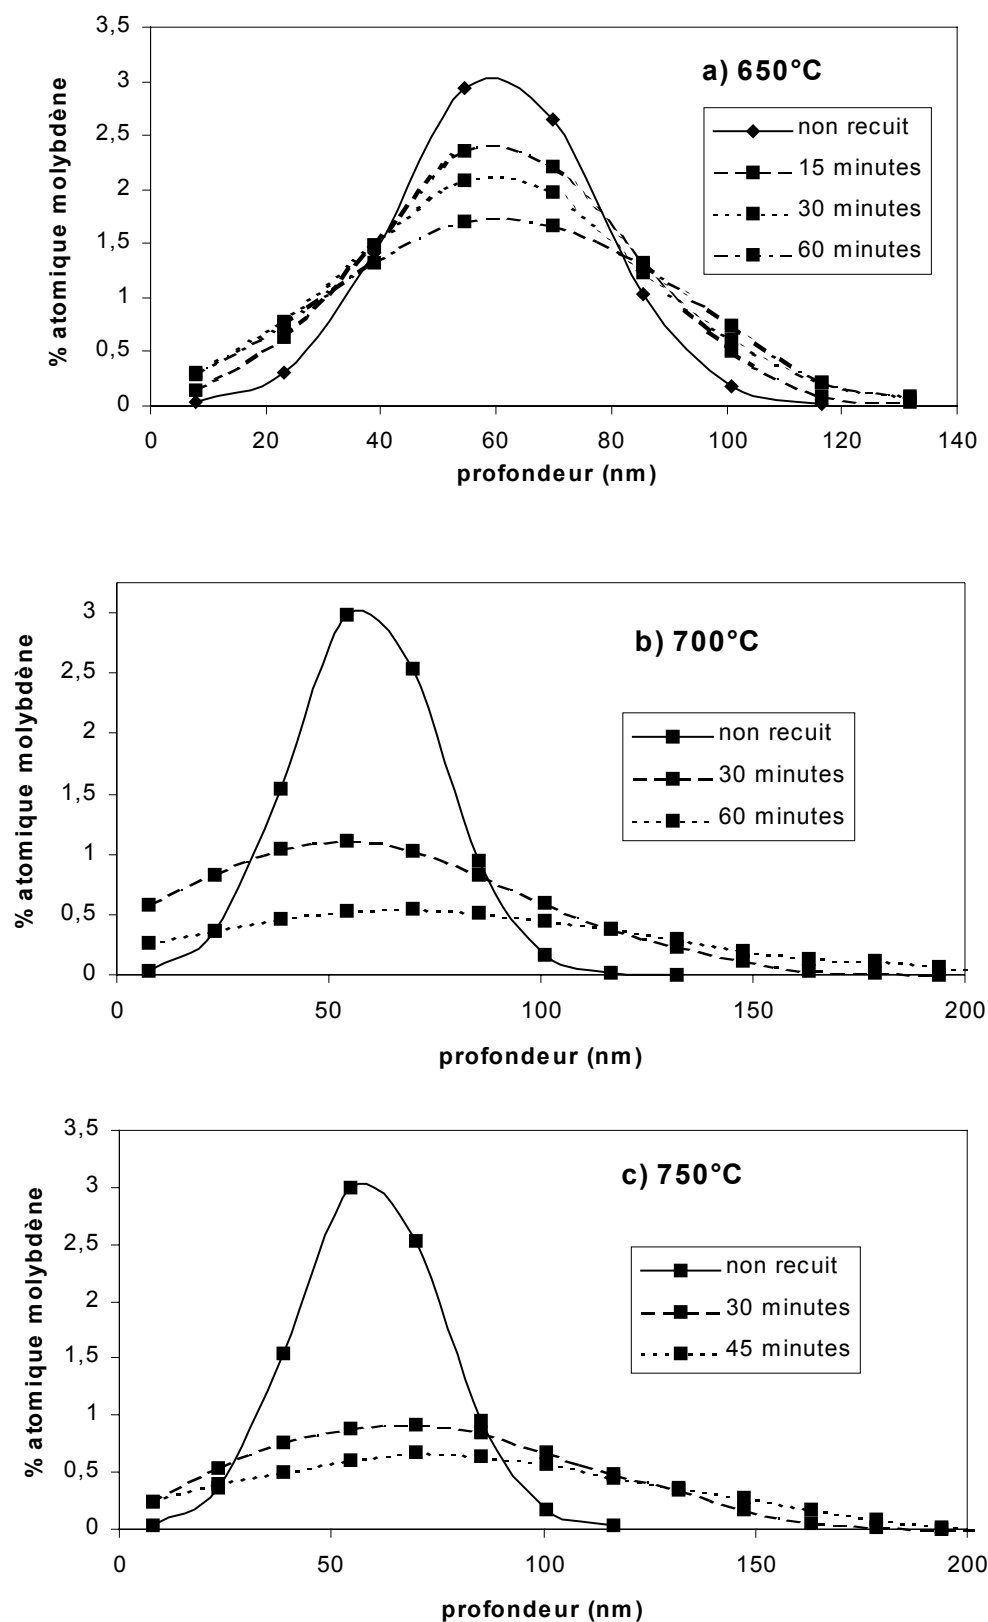 3,5
3
2,5
2
1,5
1
0,5
0
% atomique molybdène
a) 650°C
non recuit
15 minutes
30 minutes
60 minutes
0 20 40 60 80 100 120 140
profondeur (nm)
3
2,5
2
1,5
1
0,5
0
% atomique molybdène
b) 700°C
non recuit
30 minutes
60 minutes
0 50 100 150 200
profondeur (nm)
3,5
3
2,5
2
1,5
1
0,5
0
% atomique molybdène
c) 750°C
non recuit
30 minutes
45 minutes
0 50 100 150 200
profondeur (nm)